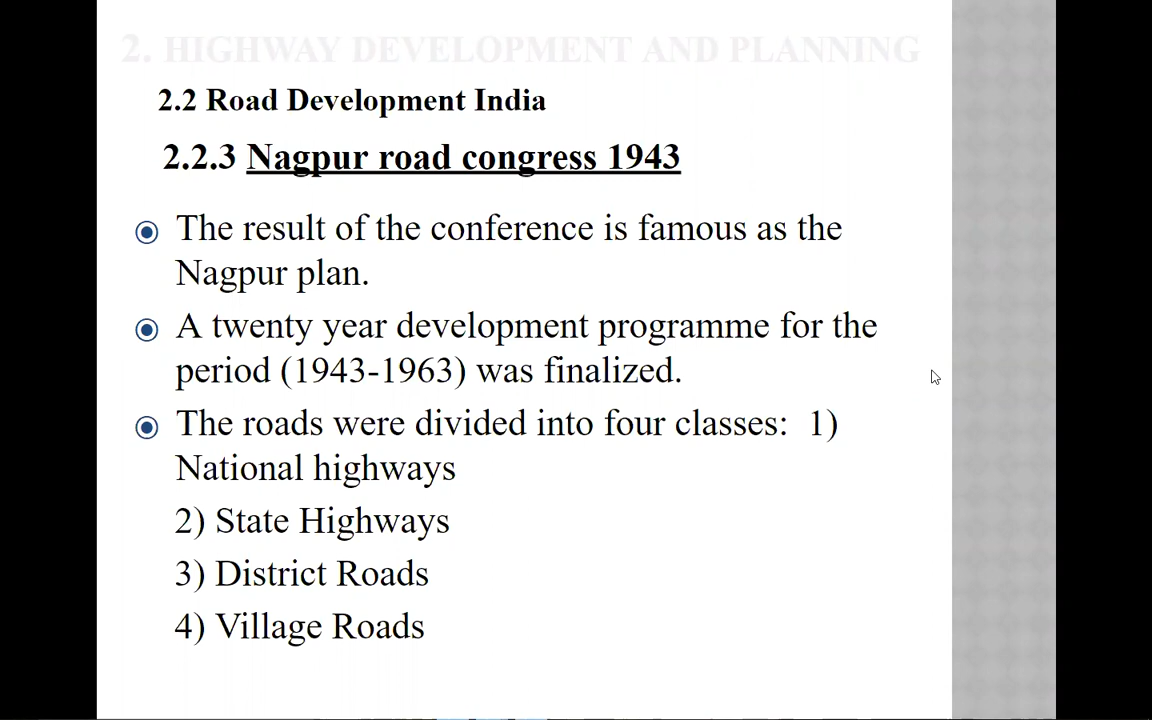 2. HIGHWAY DEVELOPMENT AND PLANNING
2.2 Road Development India
2.2.3 Nagpur road congress 1943
The result of the conference is famous as the
Nagpur plan.
A twenty year development programme for the
period (1943-1963) was finalized.
The roads were divided into four classes: 1)
National highways
2) State Highways
3) District Roads
4) Village Roads